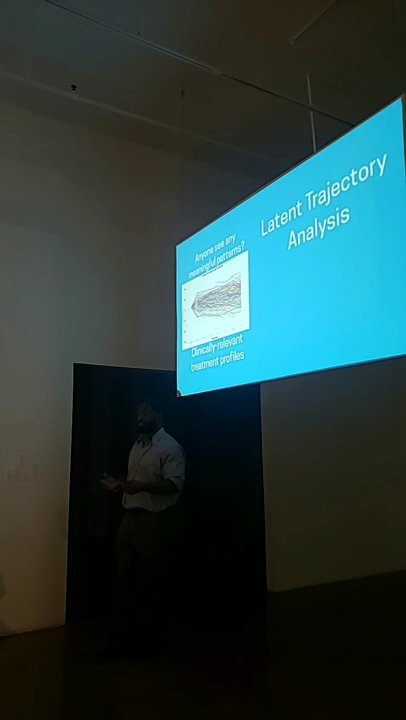 Latent Trajectory
Analysis
Anyone see any
meaningful patterns?
Clinically-relevant
treatment profiles